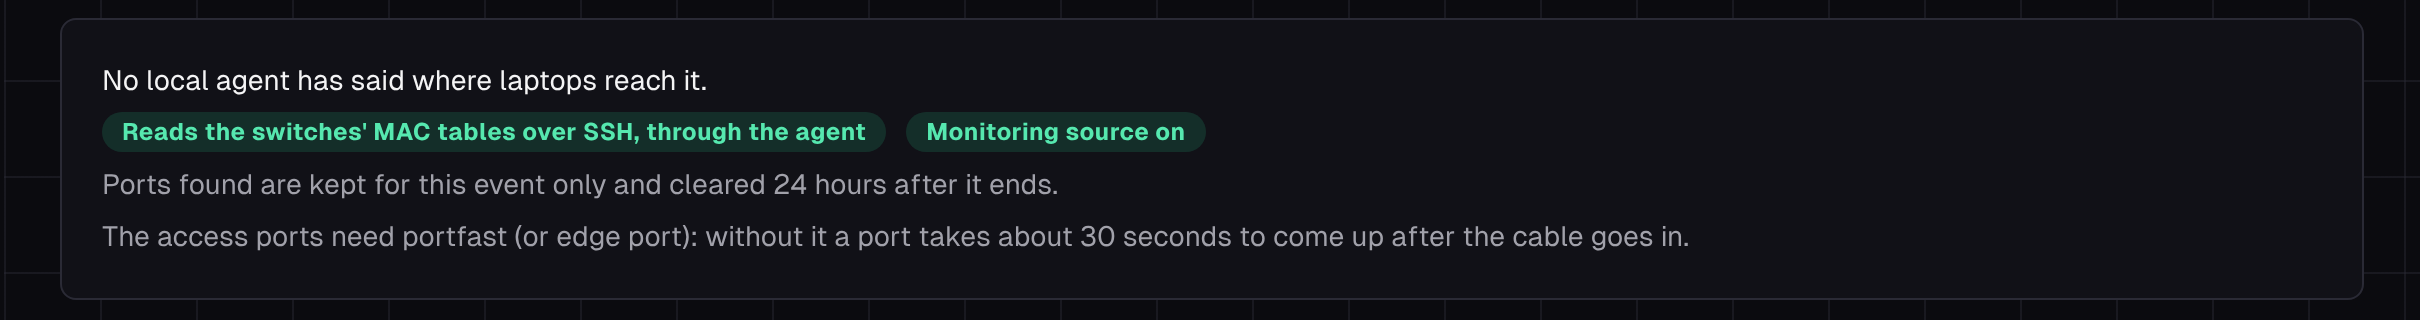 No local agent has said where laptops reach it.
Reads the switches' MAC tables over SSH, through the agent Monitoring source on
Ports found are kept for this event only and cleared 24 hours after it ends.
The access ports need portfast (or edge port): without it a port takes about 30 seconds to come up after the cable goes in.